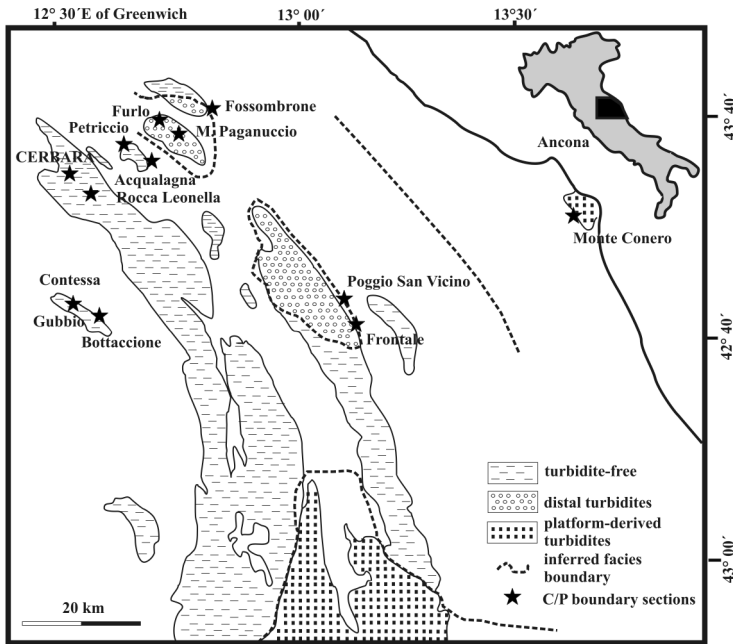 12 30´E of Greenwich
13° 00´
13° 30´
43° 40´
42° 40´
43° 00´
Furlo
Fossombrone
Petriccio
M. Paganuccio
CERBARA
Acqualagna
Rocca Leonella
Ancona
Monte Conero
Contessa
Poggio San Vicino
Gubbio
Bottaccione
Frontale
turbidite-free
distal turbidites
platform-derived
turbidites
inferred facies
boundary
C/P boundary sections
20 km